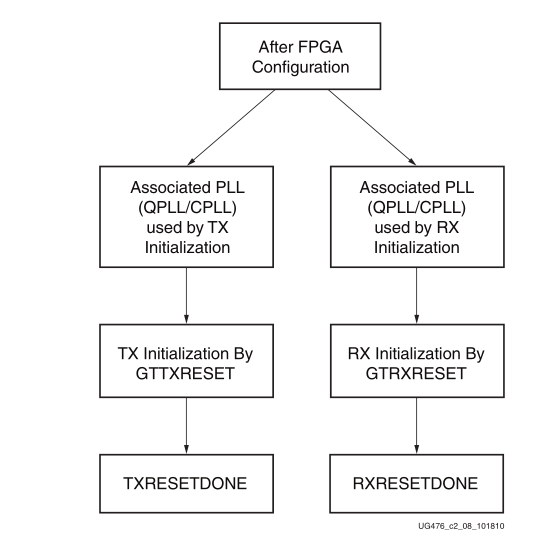 After FPGA
Configuration
Associated PLL
(QPLL/CPLL)
used by TX
Initialization
Associated PLL
(QPLL/CPLL)
used by RX
Initialization
TX Initialization By
GTTXRESET
RX Initialization By
GTRXRESET
TXRESETDONE
RXRESETDONE
UG476_c2_08_101810